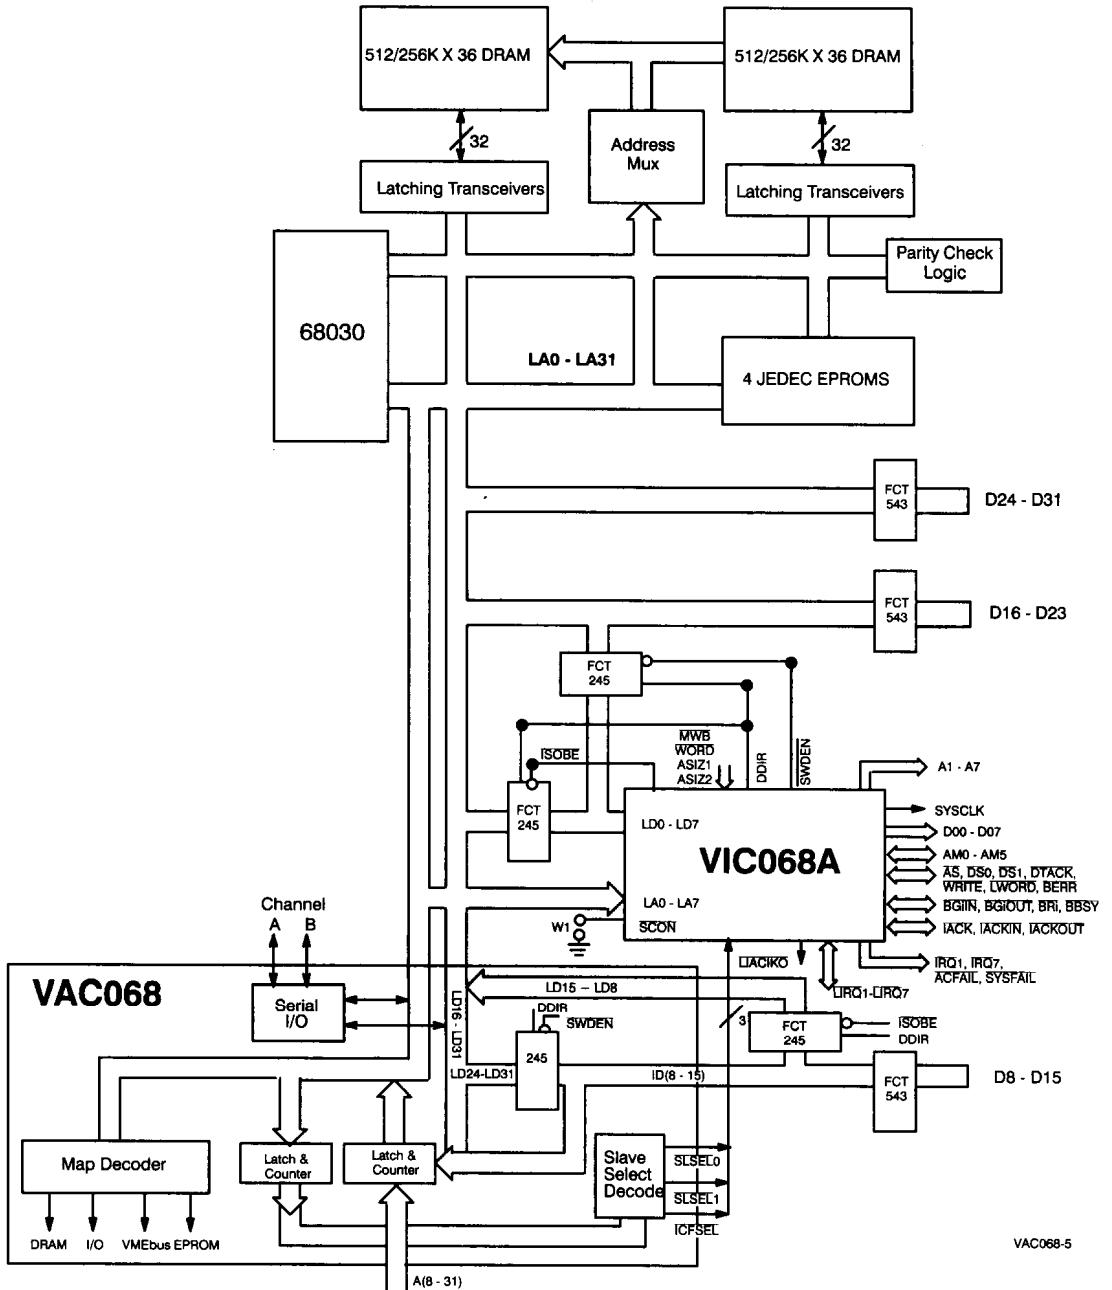 512/256K X 36 DRAM
512/256K X 36 DRAM
32
Address
Mux
32
Latching Transceivers
Latching Transceivers
68030
Parity Check
Logic
LA0 - LA31
4 JEDEC EPROMS
FCT
543
D24 - D31
FCT
543
D16 - D23
FCT
245
MWB
WORD
ASIZ1
ASIZ2
DDIR
SWDEN
ISOBE
FCT
245
LD0 - LD7
VIC068A
LA0 - LA7
SCON
W1
A1 - A7
SYSCLK
D00 - D07
AM0 - AM5
AS, DS0, DS1, DTACK,
WRITE, LWORD, BERR
BGiIN, BGiOUT, BRi, BBSY
IACK, IACKIN, IACKOUT
IRQ1, IRQ7,
ACFAIL, SYSFAIL
LIACIKO
LIRQ1-LIRQ7
Channel
A B
VAC068
Serial
I/O
LD16 - LD31
LD15 – LD8
3
DDIR
SWDEN
245
LD24-LD31
ID(8 - 15)
FCT
245
ISOBE
DDIR
FCT
543
D8 - D15
Map Decoder
Latch &
Counter
Latch &
Counter
Slave
Select
Decode
SLSEL0
SLSEL1
ICFSEL
DRAM I/O VMEbus EPROM
A(8 - 31)
VAC068-5